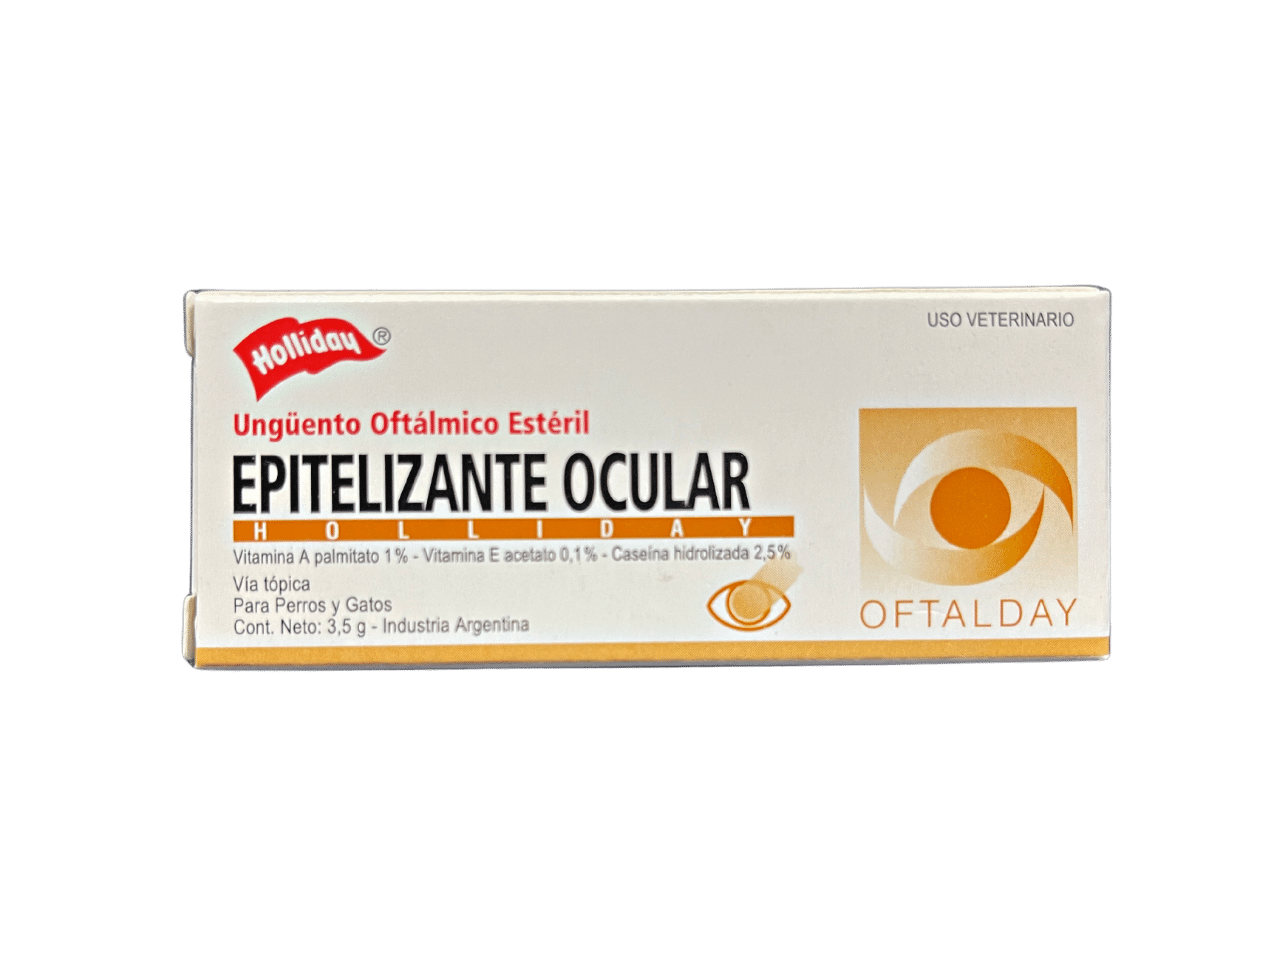 Holliday®
USO VETERINARIO
Ungüento Oftálmico Estéril
EPITELIZANTE OCULAR
HOLLIDAY
Vitamina A palmitato 1% - Vitamina E acetato 0,1% - Caseína hidrolizada 2,5%
Vía tópica
Para Perros y Gatos
Cont. Neto: 3,5 g - Industria Argentina
OFTALDAY